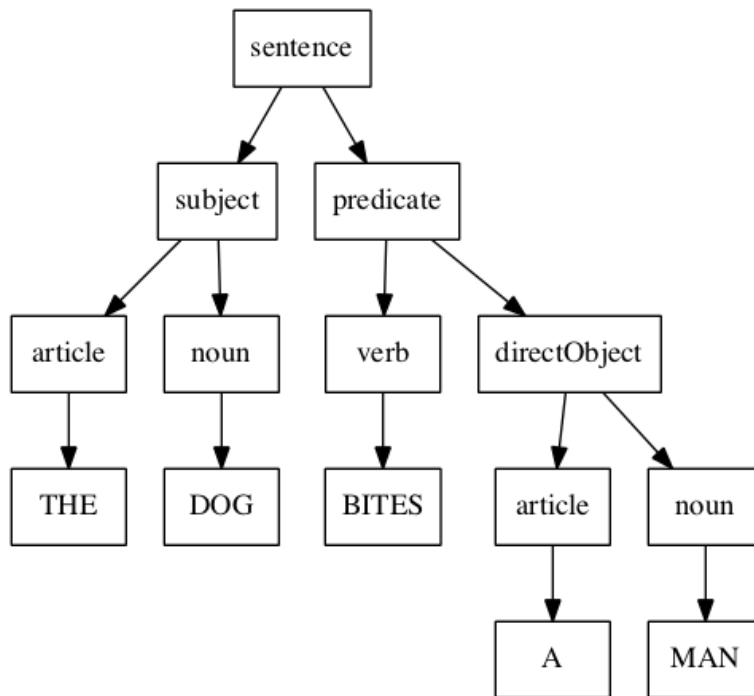 sentence
subject predicate
article noun verb directObject
THE DOG BITES article noun
A MAN